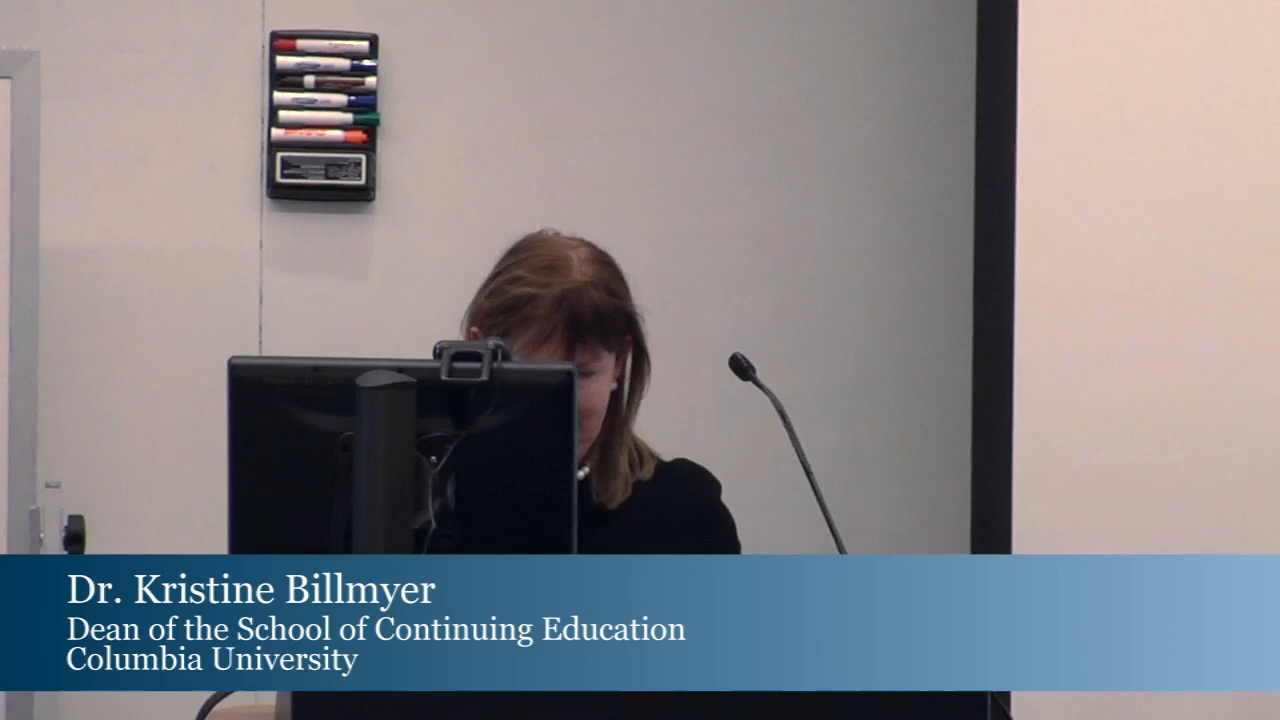 Dr. Kristine Billmyer
Dean of the School of Continuing Education
Columbia University